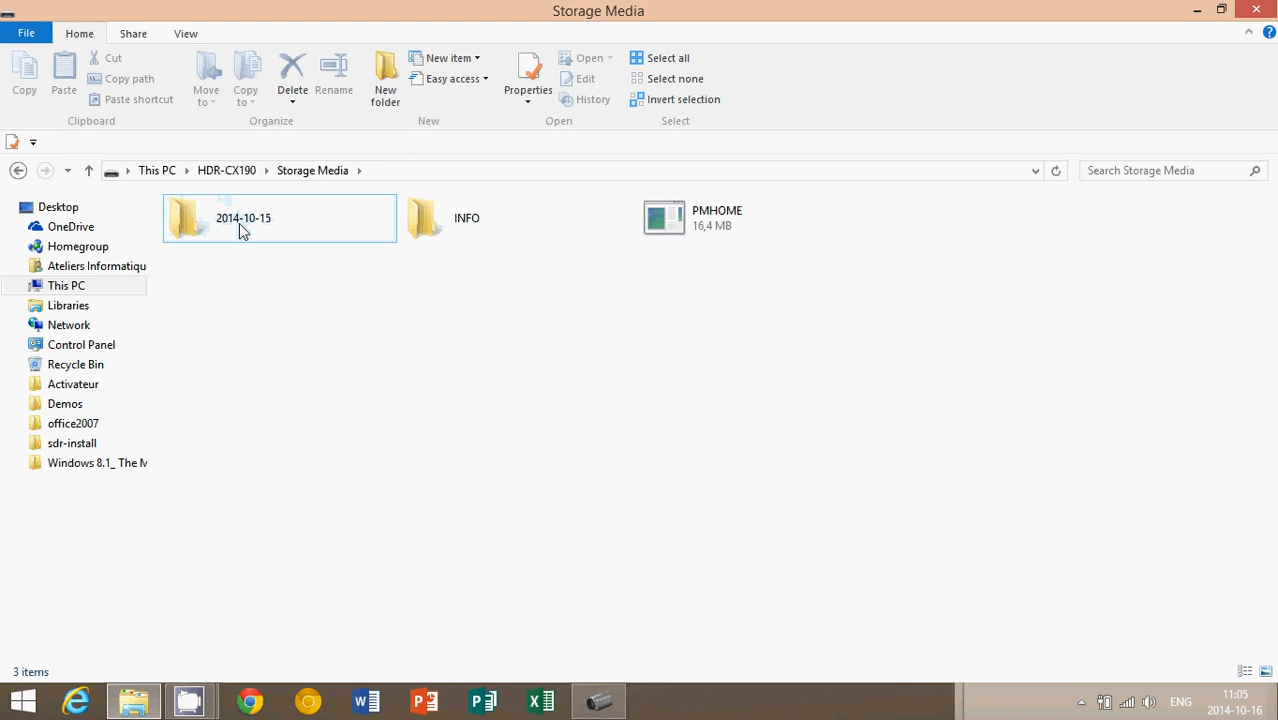 Storage Media
File Home Share View
Copy
Paste
Cut
Copy path
Paste shortcut
Clipboard
Move to
Copy to
Delete
Rename
Organize
New folder
New item
Easy access
New
Properties
Open
Edit
History
Open
Select all
Select none
Invert selection
Select
This PC HDR-CX190 Storage Media
Search Storage Media
Desktop
OneDrive
Homegroup
Ateliers Informatiqu
This PC
Libraries
Network
Control Panel
Recycle Bin
Activateur
Demos
office2007
sdr-install
Windows 8.1_ The M
2014-10-15
INFO
PMHOME
16,4 MB
3 items
ENG
11:05
2014-10-16